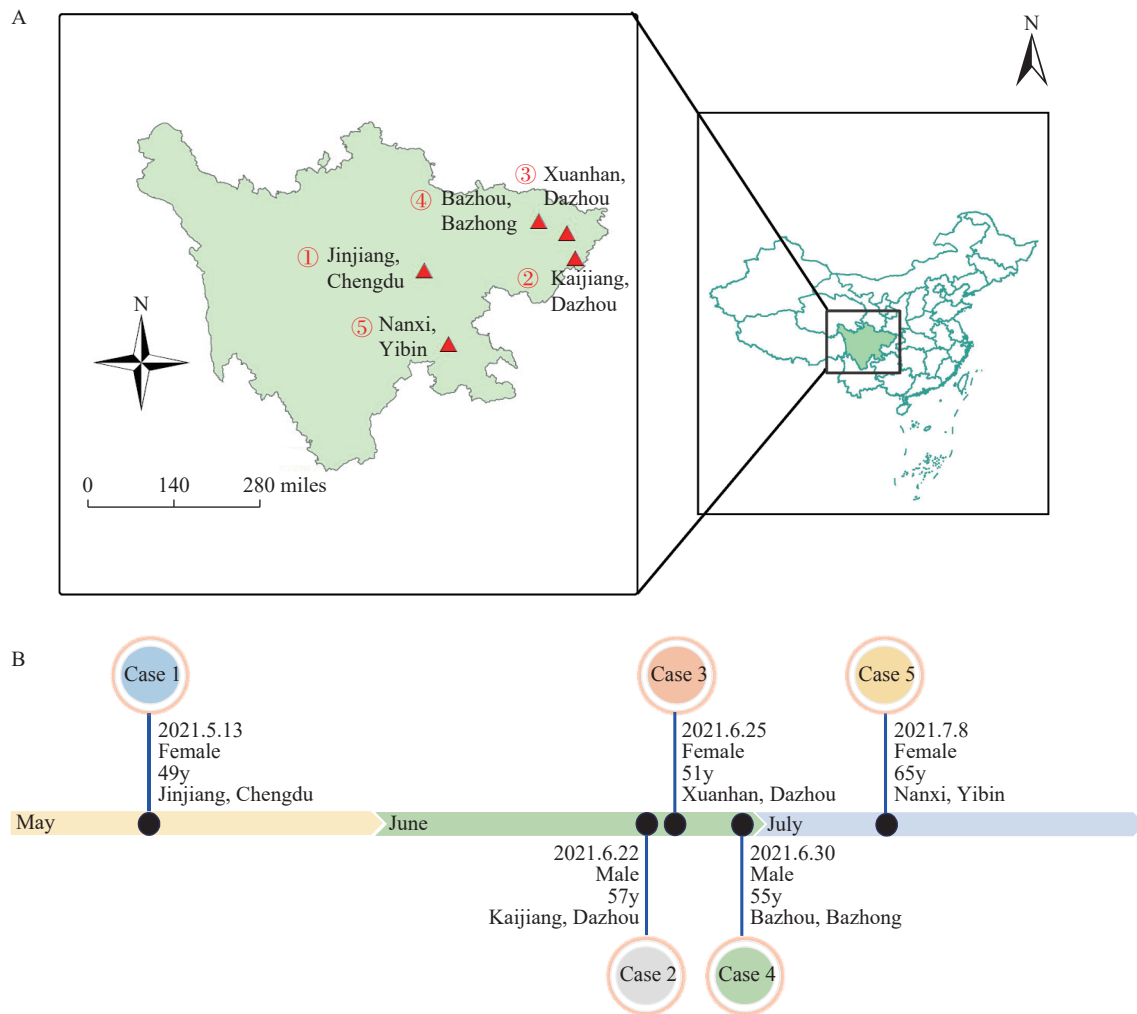 A
N
③ Xuanhan,
Dazhou
④ Bazhou,
Bazhong
① Jinjiang,
Chengdu
② Kaijiang,
Dazhou
⑤ Nanxi,
Yibin
N
0 140 280 miles
B
Case 1
2021.5.13
Female
49y
Jinjiang, Chengdu
Case 3
2021.6.25
Female
51y
Xuanhan, Dazhou
Case 5
2021.7.8
Female
65y
Nanxi, Yibin
May June July
2021.6.22
Male
57y
Kaijiang, Dazhou
Case 2
2021.6.30
Male
55y
Bazhou, Bazhong
Case 4